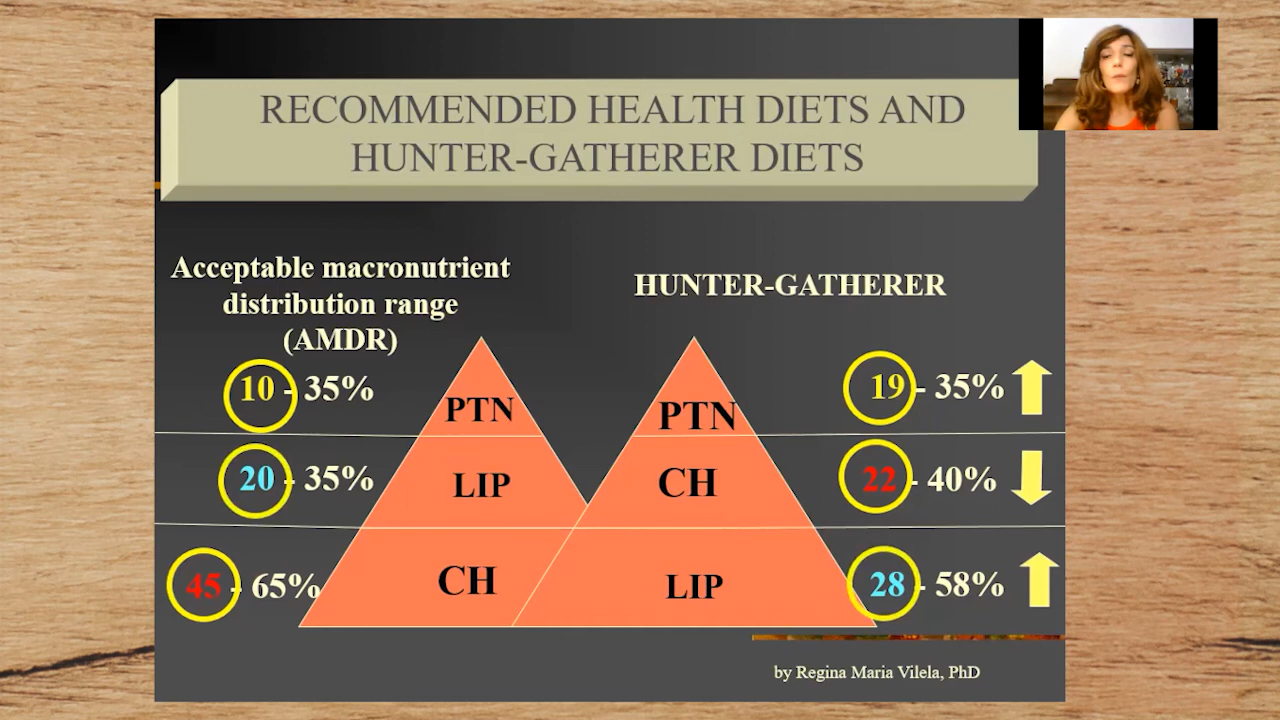 RECOMMENDED HEALTH DIETS AND
HUNTER-GATHERER DIETS
Acceptable macronutrient
distribution range
(AMDR)
10 - 35%
PTN
20 - 35%
LIP
45 - 65%
CH
HUNTER-GATHERER
PTN
19 - 35%
CH
22 - 40%
LIP
28 - 58%
by Regina Maria Vilela, PhD